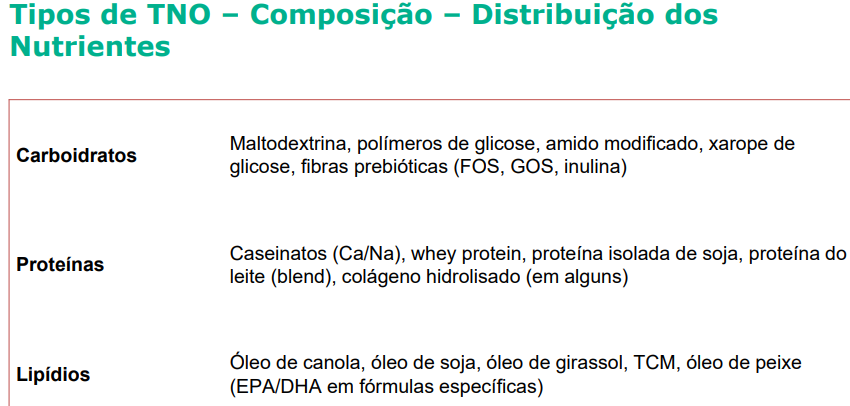 Tipos de TNO – Composição – Distribuição dos
Nutrientes
Carboidratos
Maltodextrina, polímeros de glicose, amido modificado, xarope de
glicose, fibras prebióticas (FOS, GOS, inulina)
Proteínas
Caseinatos (Ca/Na), whey protein, proteína isolada de soja, proteína do
leite (blend), colágeno hidrolisado (em alguns)
Lipídios
Óleo de canola, óleo de soja, óleo de girassol, TCM, óleo de peixe
(EPA/DHA em fórmulas específicas)